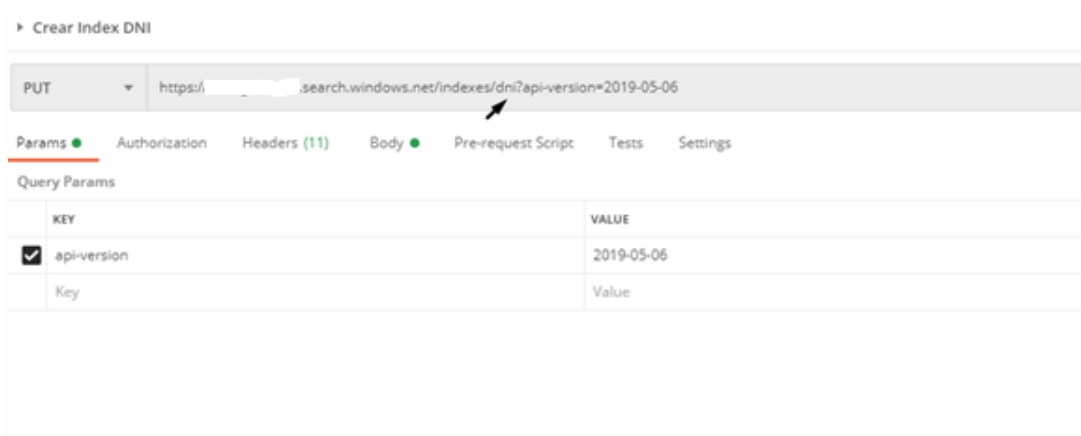 Crear Index DNI
PUT https:/ .search.windows.net/indexes/dni?api-version=2019-05-06
Params Authorization Headers (11) Body Pre-request Script Tests Settings
Query Params
KEY VALUE
api-version 2019-05-06
Key Value